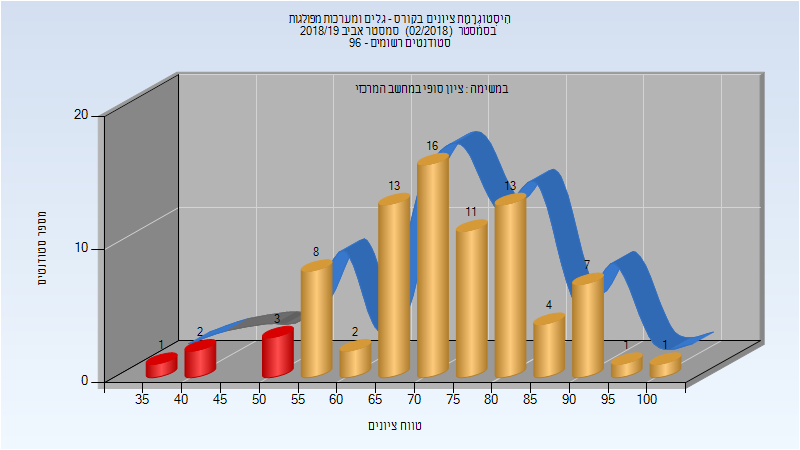 היסטוגרמת ציונים בקורס - גלים ומערכות מפולגות
בסמסטר (02/2018) סמסטר אביב 2018/19
סטודנטים רשומים - 96
במשימה : ציון סופי במחשב המרכזי
20
10
0
מספר סטודנטים
1
2
3
8
2
13
16
11
13
4
7
1
1
35 40 45 50 55 60 65 70 75 80 85 90 95 100
טווח ציונים